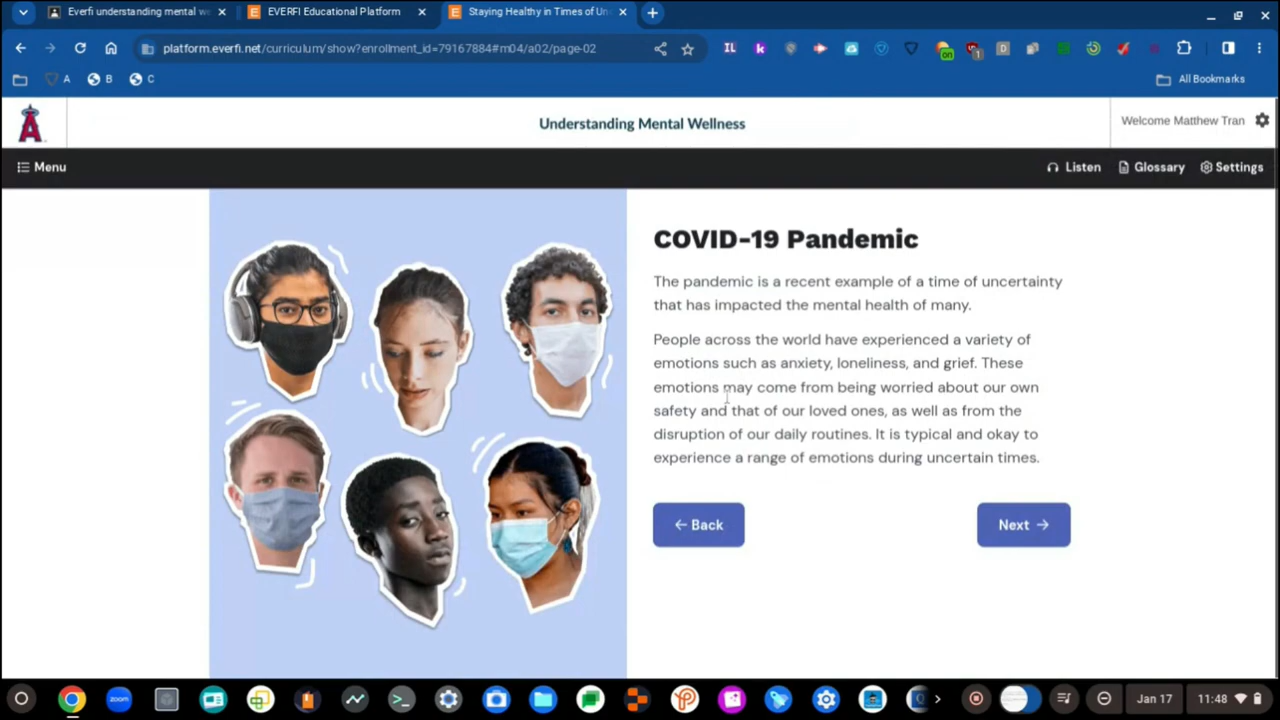 Everfi understanding mental we
EVERFI Educational Platform
Staying Healthy in Times of Un
platform.everfi.net/curriculum/show?enrollment_id=79167884#m04/a02/page-02
IL
k
on
1
D
A
B
C
All Bookmarks
A
Understanding Mental Wellness
Welcome Matthew Tran
Menu
Listen
Glossary
Settings
COVID-19 Pandemic
The pandemic is a recent example of a time of uncertainty
that has impacted the mental health of many.
People across the world have experienced a variety of
emotions such as anxiety, loneliness, and grief. These
emotions may come from being worried about our own
safety and that of our loved ones, as well as from the
disruption of our daily routines. It is typical and okay to
experience a range of emotions during uncertain times.
← Back
Next →
zoom
Jan 17
11:48